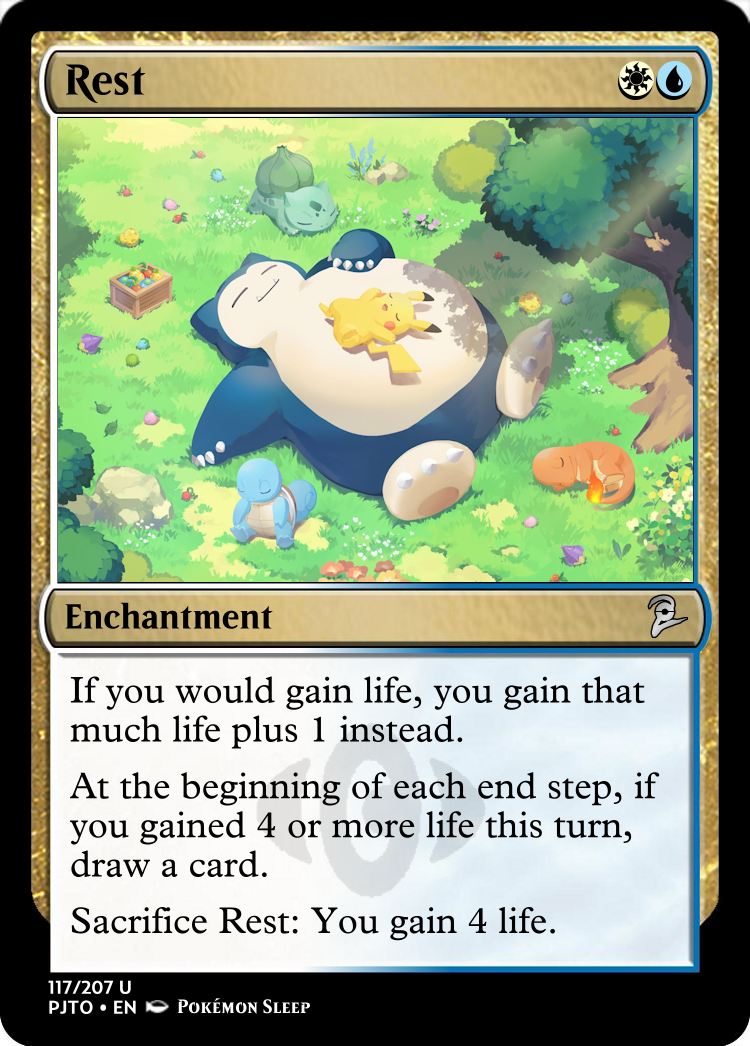 Rest
Enchantment
If you would gain life, you gain that
much life plus 1 instead.
At the beginning of each end step, if
you gained 4 or more life this turn,
draw a card.
Sacrifice Rest: You gain 4 life.
117/207 U
PJTO • EN Pokémon Sleep